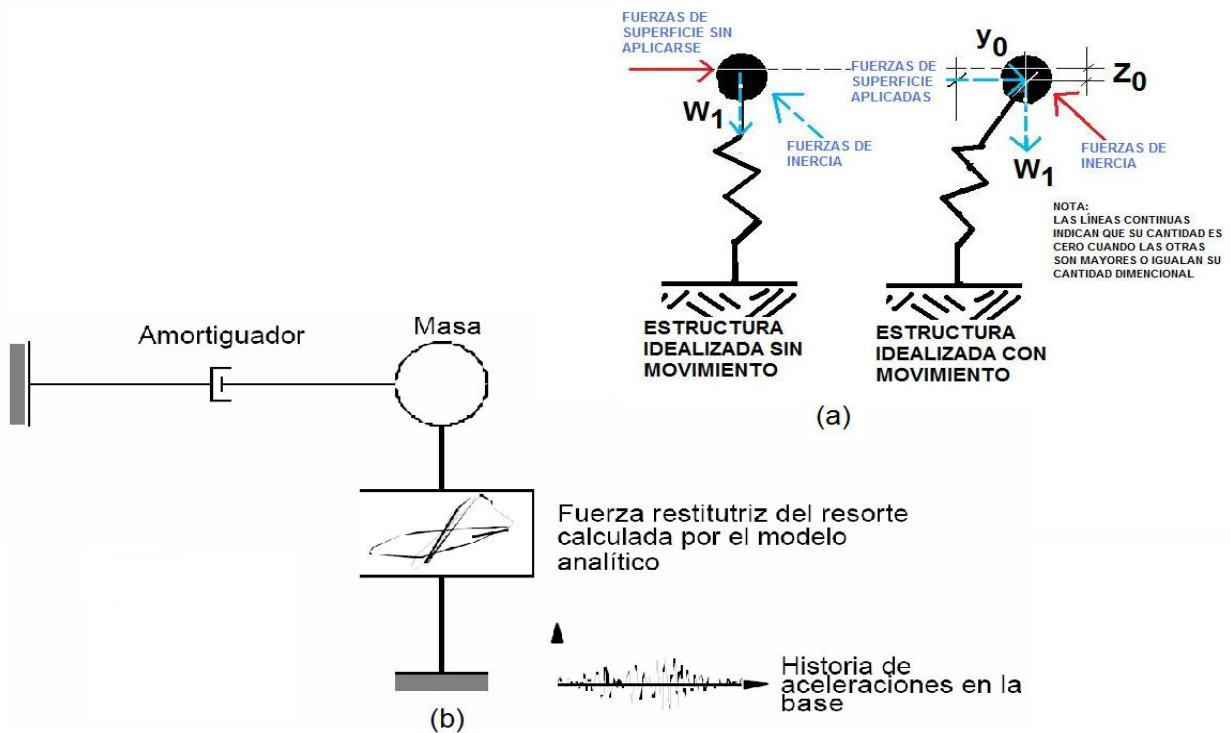 FUERZAS DE
SUPERFICIE SIN
APLICARSE
W1
FUERZAS DE
INERCIA
ESTRUCTURA
IDEALIZADA SIN
MOVIMIENTO
y0
FUERZAS DE
SUPERFICIE
APLICADAS
Z0
FUERZAS DE
INERCIA
W1
NOTA:
LAS LÍNEAS CONTINUAS
INDICAN QUE SU CANTIDAD ES
CERO CUANDO LAS OTRAS
SON MAYORES O IGUALAN SU
CANTIDAD DIMENCIONAL
ESTRUCTURA
IDEALIZADA CON
MOVIMIENTO
(a)
Amortiguador
Masa
Fuerza restitutriz del resorte
calculada por el modelo
analítico
Historia de
aceleraciones en la
base
(b)